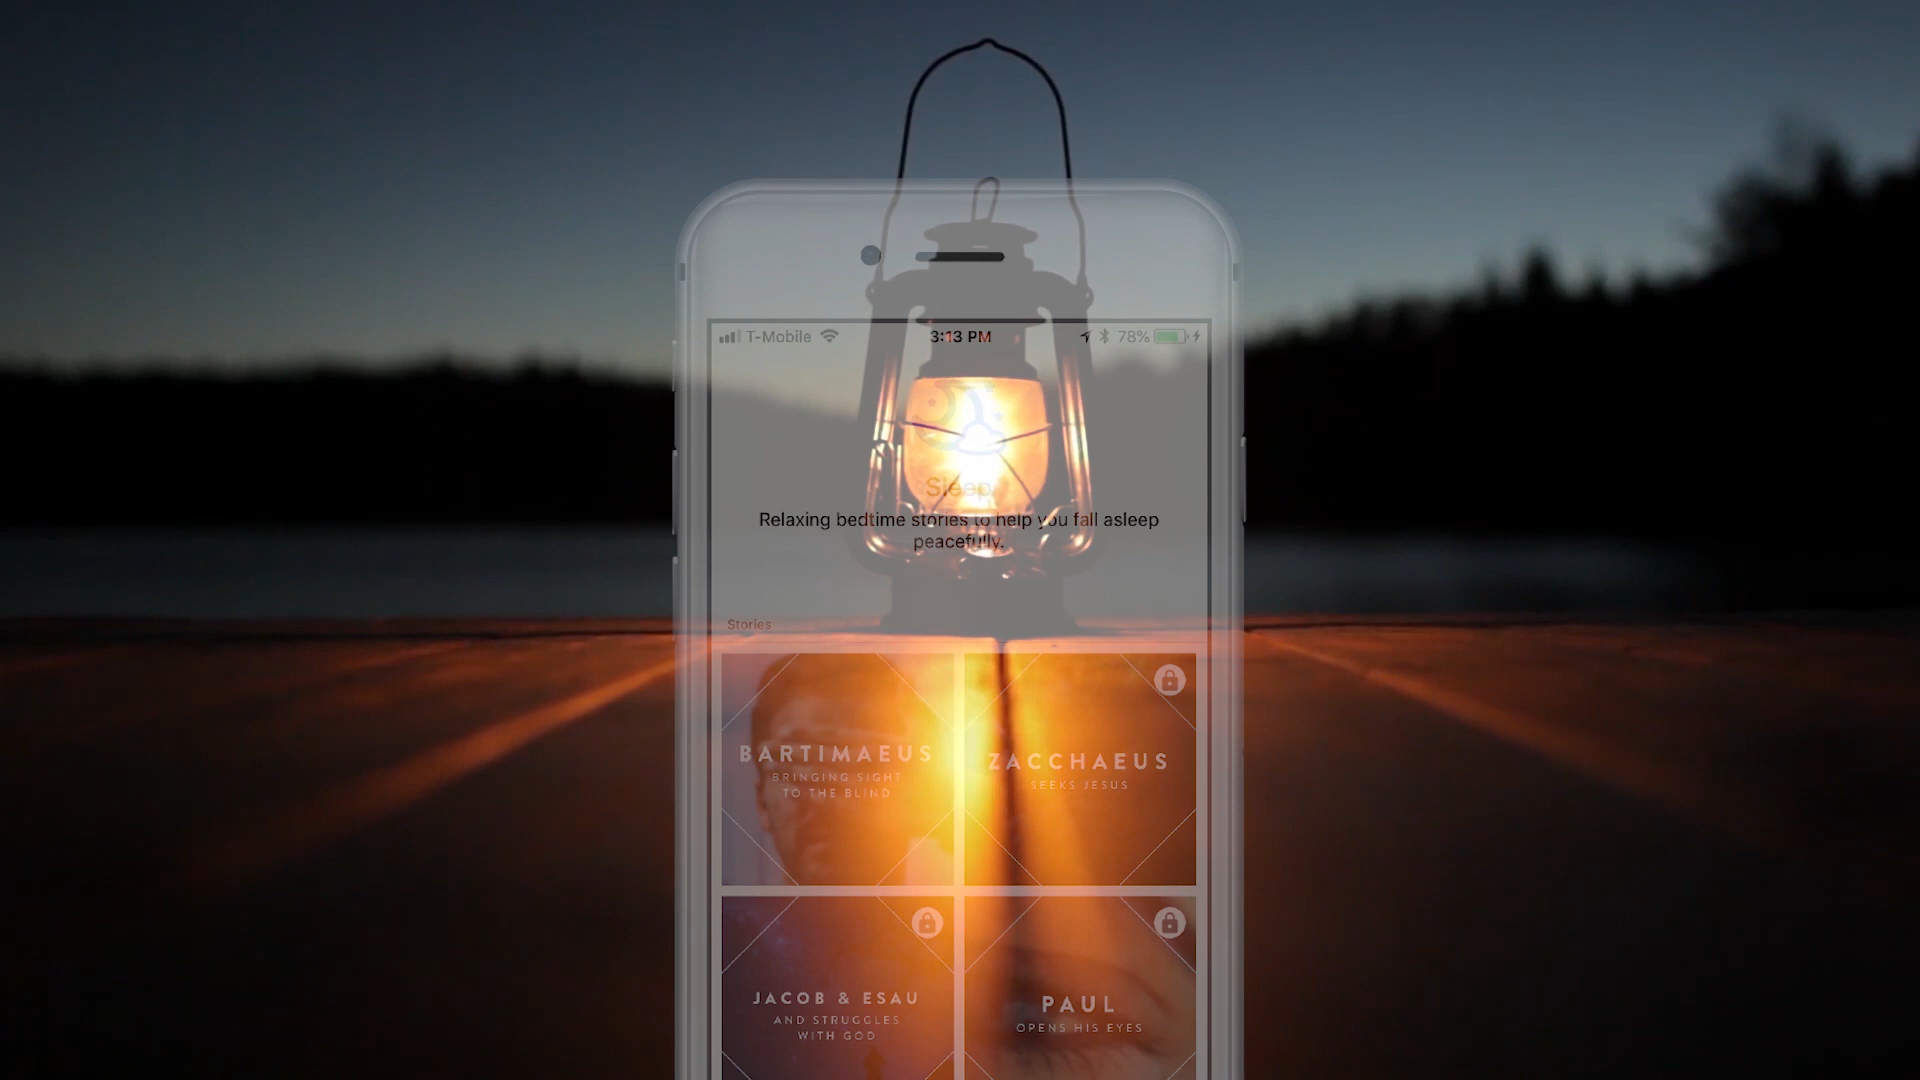 T-Mobile 3:13 PM 78%
Sleep
Relaxing bedtime stories to help you fall asleep
peacefully.
Stories
BARTIMAEUS
BRINGING SIGHT
TO THE BLIND
ZACCHAEUS
SEEKS JESUS
JACOB & ESAU
AND STRUGGLES
WITH GOD
PAUL
OPENS HIS EYES